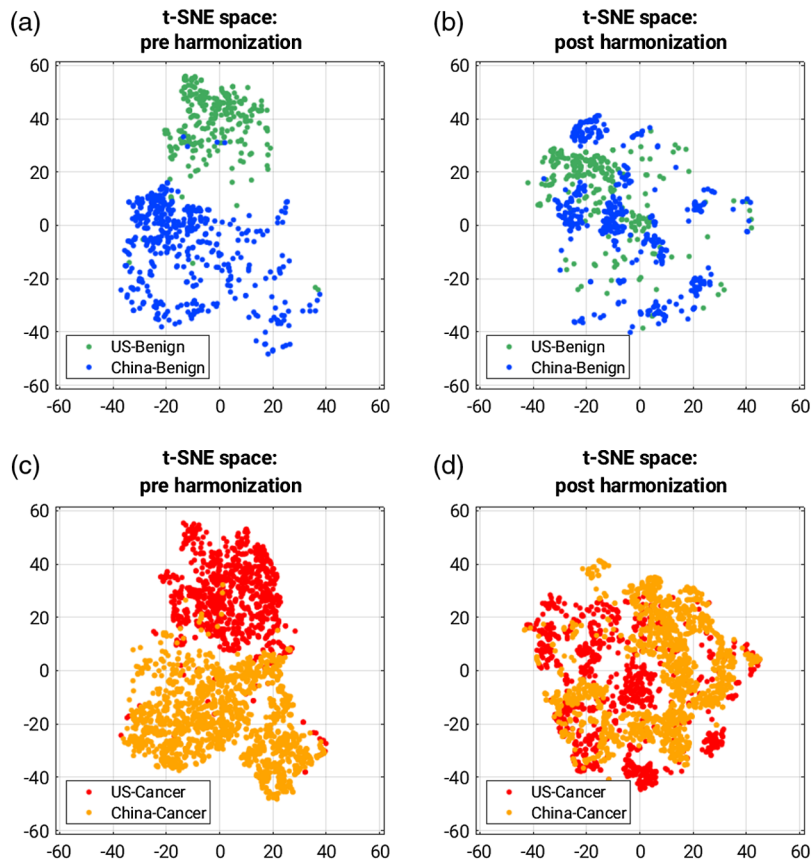 (a)
t-SNE space:
pre harmonization
60
40
20
0
-20
-40
-60
-60 -40 -20 0 20 40 60
US-Benign
China-Benign
(b)
t-SNE space:
post harmonization
60
40
20
0
-20
-40
-60
-60 -40 -20 0 20 40 60
US-Benign
China-Benign
(c)
t-SNE space:
pre harmonization
60
40
20
0
-20
-40
-60
-60 -40 -20 0 20 40 60
US-Cancer
China-Cancer
(d)
t-SNE space:
post harmonization
60
40
20
0
-20
-40
-60
-60 -40 -20 0 20 40 60
US-Cancer
China-Cancer